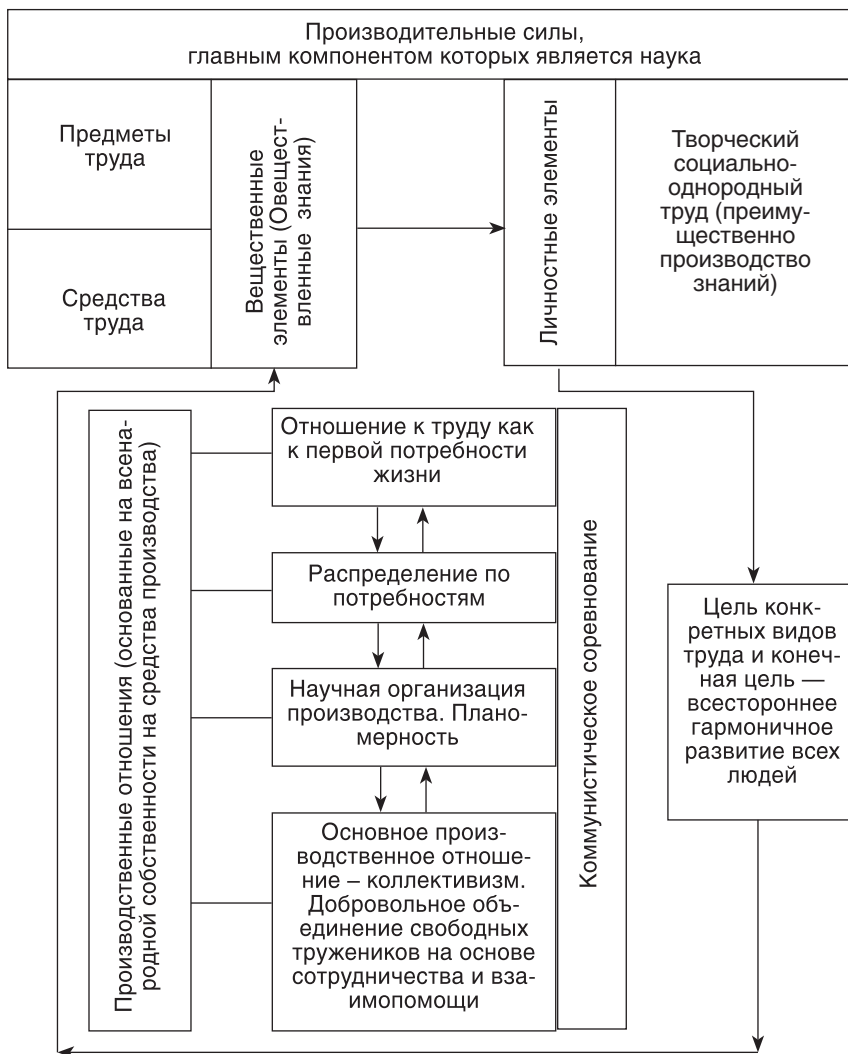 Производительные силы,
главным компонентом которых является наука
Предметы
труда
Средства
труда
Вещественные
элементы (Овещест-
вленные знания)
Личностные элементы
Творческий
социально-
однородный
труд (преиму-
щественно
производство
знаний)
Производственные отношения (основанные на всена-
родной собственности на средства производства)
Отношение к труду как
к первой потребности
жизни
Распределение по
потребностям
Научная организация
производства. Плано-
мерность
Основное произ-
водственное отноше-
ние – коллективизм.
Добровольное объ-
единение свободных
тружеников на основе
сотрудничества и вза-
имопомощи
Коммунистическое соревнование
Цель конк-
ретных видов
труда и конеч-
ная цель —
всестороннее
гармоничное
развитие всех
людей